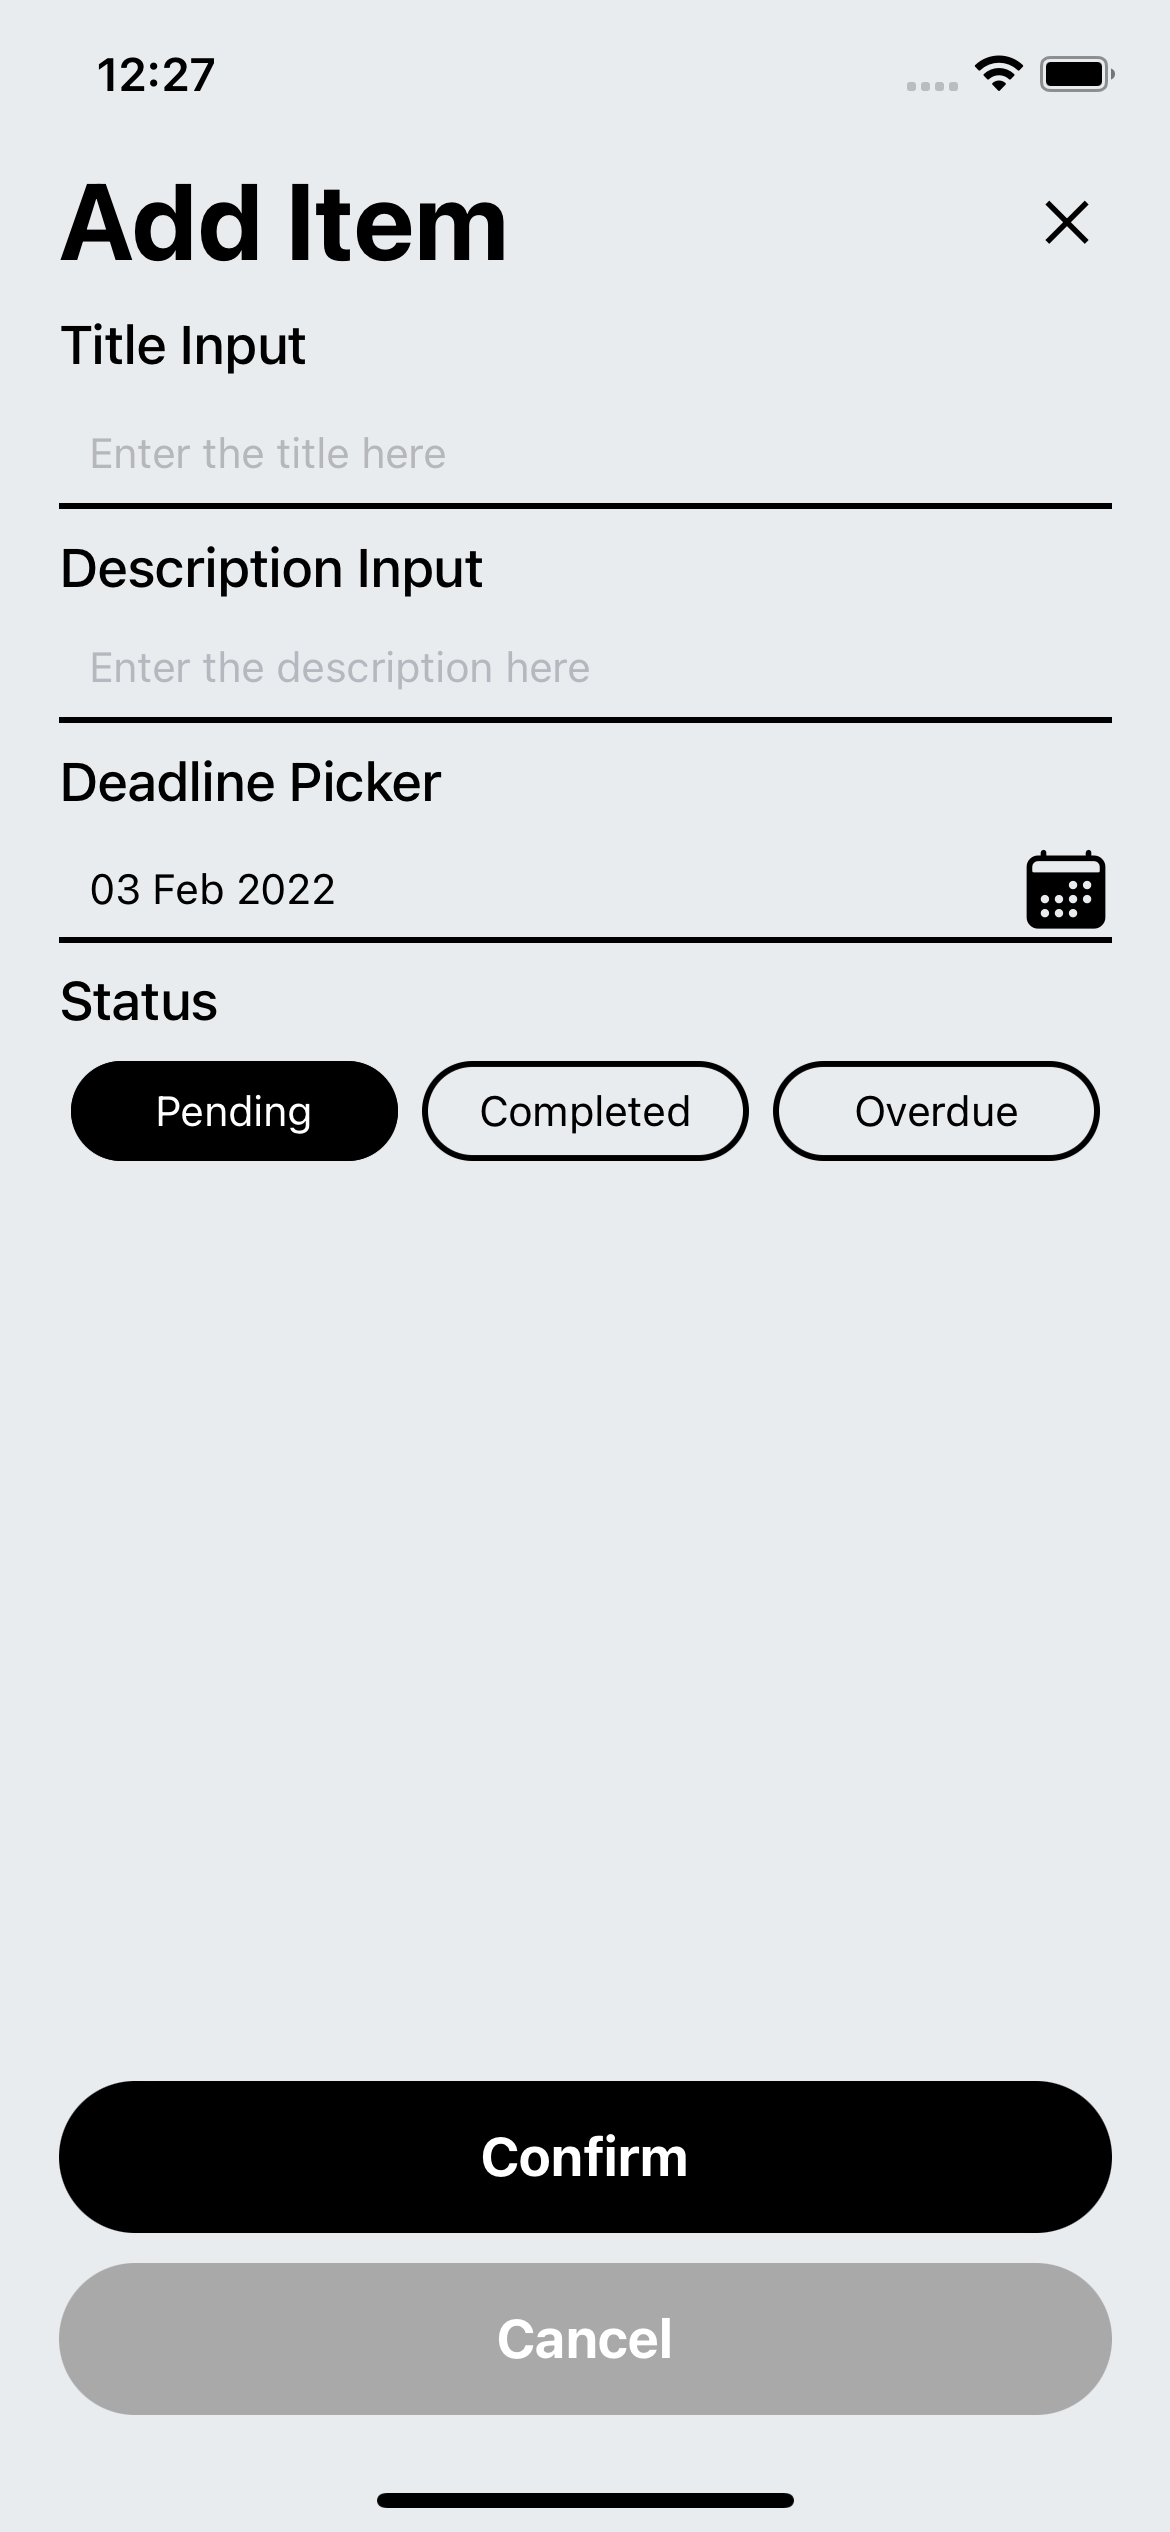 12:27
Add Item
Title Input
Enter the title here
Description Input
Enter the description here
Deadline Picker
03 Feb 2022
Status
Pending Completed Overdue
Confirm
Cancel